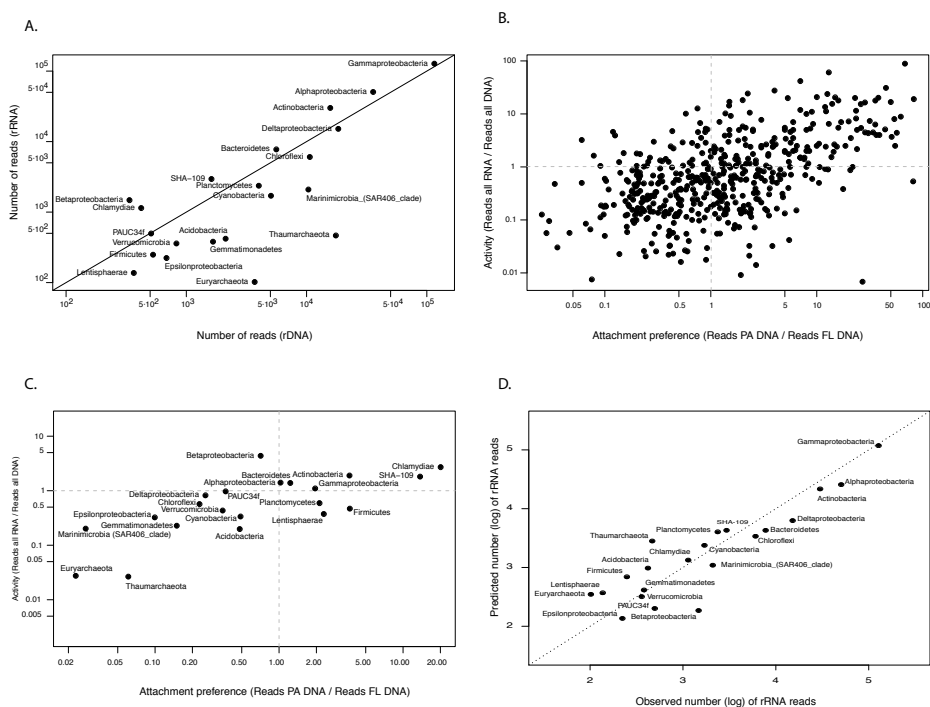 A.
10⁵
5·10⁴
10⁴
5·10³
10³
5·10²
10²
Number of reads (rRNA)
Gammaproteobacteria
Alphaproteobacteria
Actinobacteria
Deltaproteobacteria
Bacteroidetes
Chloroflexi
SHA−109
Planctomycetes
Cyanobacteria
Marinimicrobia_(SAR406_clade)
Betaproteobacteria
Chlamydiae
PAUC34f
Acidobacteria
Thaumarchaeota
Verrucomicrobia
Gemmatimonadetes
Firmicutes
Epsilonproteobacteria
Lentisphaerae
Euryarchaeota
10² 5·10² 10³ 5·10³ 10⁴ 5·10⁴ 10⁵
Number of reads (rDNA)
B.
100
10
1
0.1
0.01
Activity (Reads all RNA / Reads all DNA)
0.05 0.1 0.5 1 5 10 50 100
Attachment preference (Reads PA DNA / Reads FL DNA)
C.
10
5
1
0.5
0.1
0.05
0.01
0.005
Activity (Reads all RNA / Reads all DNA)
Betaproteobacteria
Chlamydiae
Bacteroidetes
Actinobacteria
SHA−109
Alphaproteobacteria
Gammaproteobacteria
Deltaproteobacteria
PAUC34f
Chloroflexi
Planctomycetes
Verrucomicrobia
Firmicutes
Epsilonproteobacteria
Cyanobacteria
Lentisphaerae
Gemmatimonadetes
Marinimicrobia (SAR406_clade)
Acidobacteria
Euryarchaeota
Thaumarchaeota
0.02 0.05 0.10 0.20 0.50 1.00 2.00 5.00 10.00 20.00
Attachment preference (Reads PA DNA / Reads FL DNA)
D.
5
4
3
2
Predicted number (log) of rRNA reads
Gammaproteobacteria
Alphaproteobacteria
Actinobacteria
SHA-109
Deltaproteobacteria
Planctomycetes
Bacteroidetes
Thaumarchaeota
Chloroflexi
Chlamydiae
Cyanobacteria
Acidobacteria
Marinimicrobia_(SAR406_clade)
Firmicutes
Lentisphaerae
Gemmatimonadetes
Euryarchaeota
Verrucomicrobia
PAUC34f
Epsilonproteobacteria
Betaproteobacteria
2 3 4 5
Observed number (log) of rRNA reads